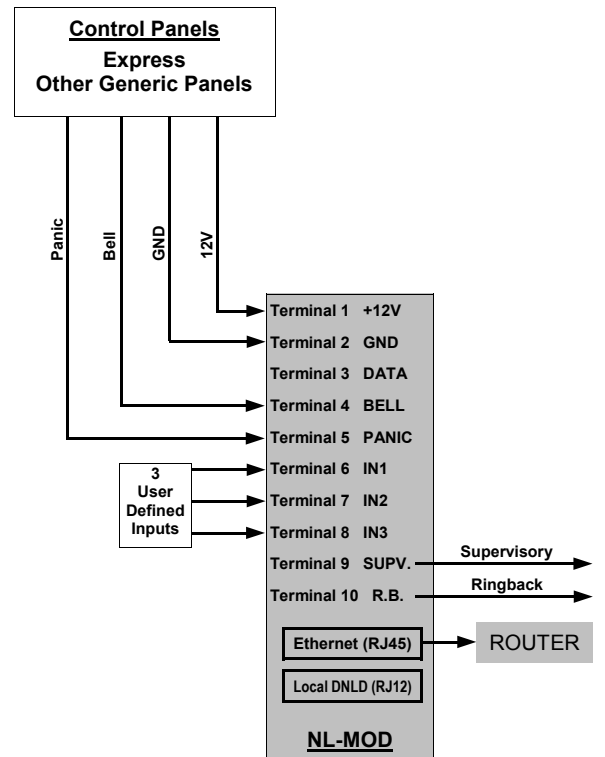 Control Panels
Express
Other Generic Panels
Panic
Bell
GND
12V
Terminal 1 +12V
Terminal 2 GND
Terminal 3 DATA
Terminal 4 BELL
Terminal 5 PANIC
3
User
Defined
Inputs
Terminal 6 IN1
Terminal 7 IN2
Terminal 8 IN3
Terminal 9 SUPV.
Supervisory
Terminal 10 R.B.
Ringback
Ethernet (RJ45)
ROUTER
Local DNLD (RJ12)
NL-MOD